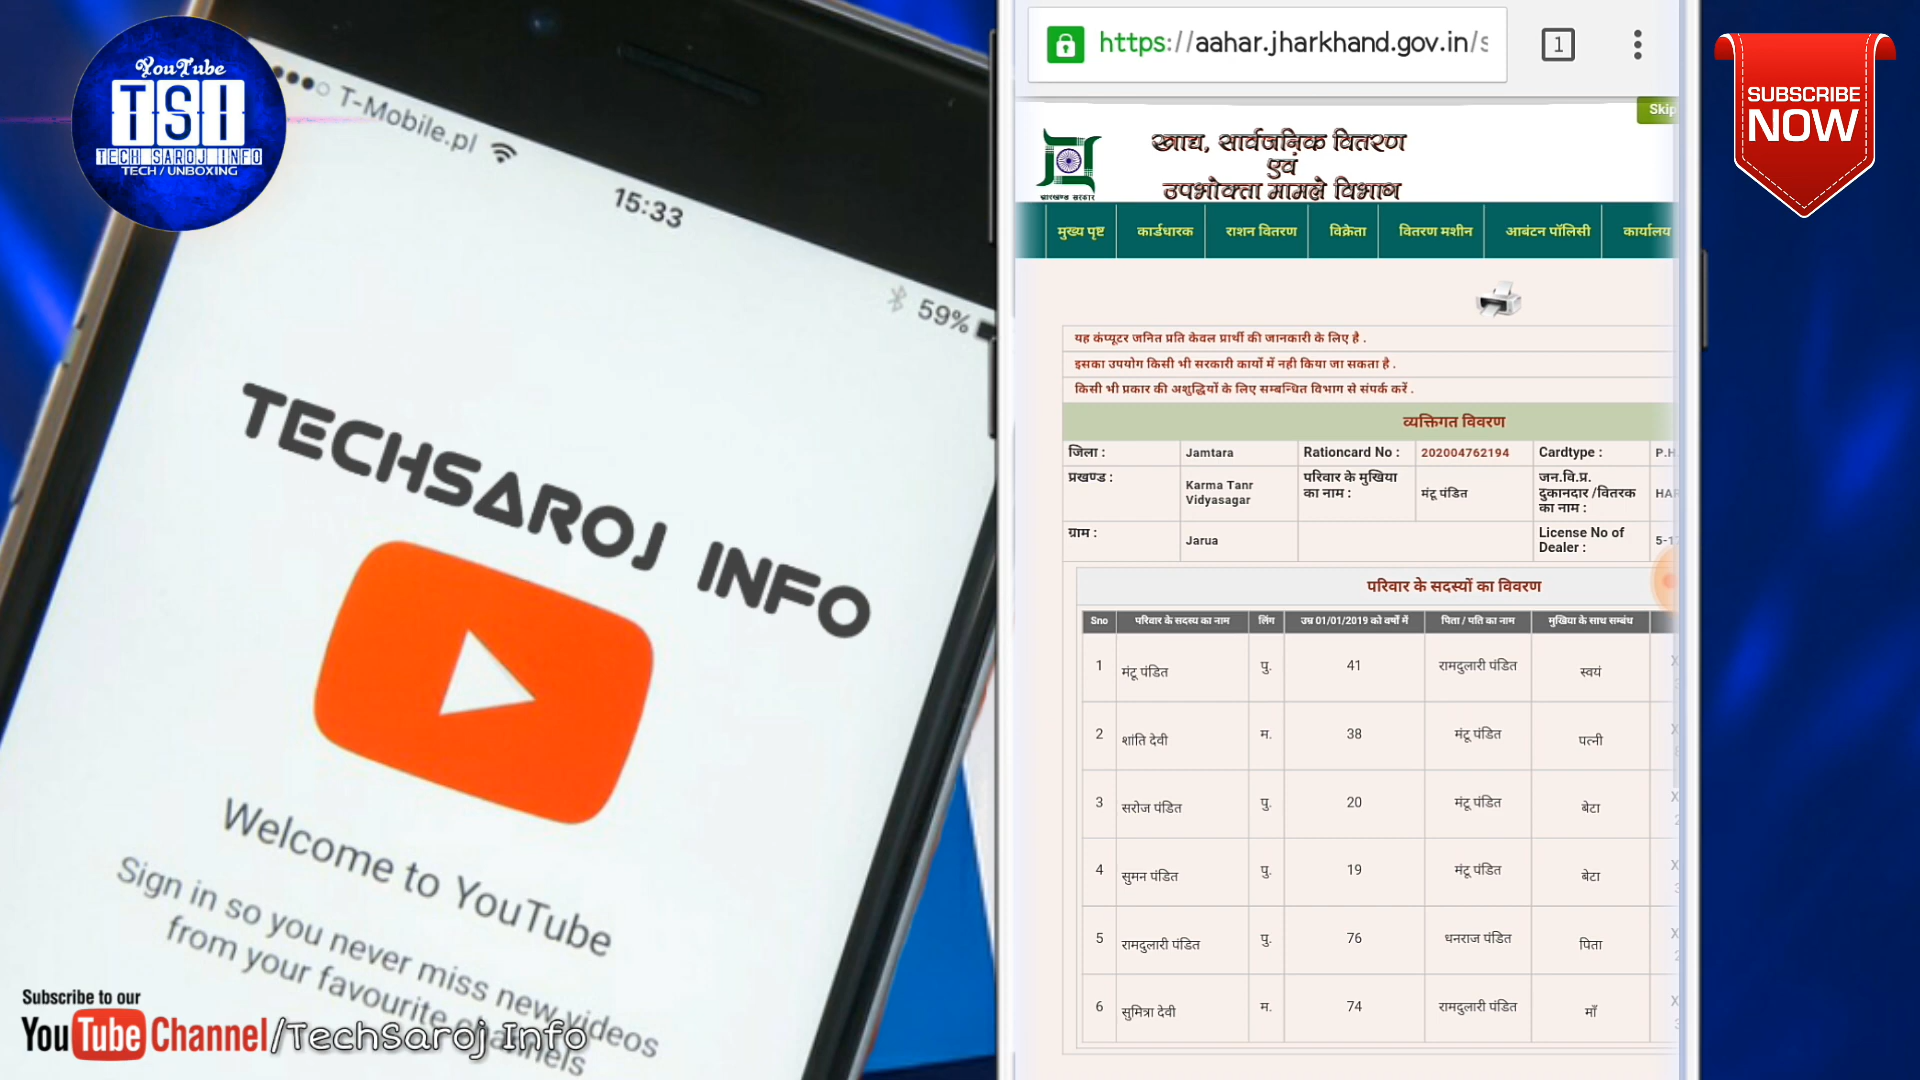 YouTube
TSI
TECH SAROJ INFO
TECH / UNBOXING
T-Mobile.pl
15:33
59%
TECHSAROJ INFO
Welcome to YouTube
Sign in so you never miss new videos
from your favourite channels
Subscribe to our
YouTube Channel/TechSaroj Info
https://aahar.jharkhand.gov.in/s
1
Skip
खाद्य, सार्वजनिक वितरण
एवं
उपभोक्ता मामले विभाग
झारखण्ड सरकार
मुख्य पृष्ट कार्डधारक राशन वितरण विक्रेता वितरण मशीन आबंटन पॉलिसी कार्यालय
यह कंप्यूटर जनित प्रति केवल प्रार्थी की जानकारी के लिए है .
इसका उपयोग किसी भी सरकारी कार्यो में नही किया जा सकता है .
किसी भी प्रकार की अशुद्धियों के लिए सम्बन्धित विभाग से संपर्क करें .
व्यक्तिगत विवरण
जिला : Jamtara Rationcard No : 202004762194 Cardtype : P.H
प्रखण्ड : Karma Tanr Vidyasagar परिवार के मुखिया का नाम : मंटू पंडित जन.वि.प्र. दुकानदार /वितरक का नाम : HAR
ग्राम : Jarua License No of Dealer : 5-12
परिवार के सदस्यों का विवरण
Sno परिवार के सदस्य का नाम लिंग उम्र 01/01/2019 को वर्षों में पिता / पति का नाम मुखिया के साथ सम्बंध
1 मंटू पंडित पु. 41 रामदुलारी पंडित स्वयं
2 शांति देवी म. 38 मंटू पंडित पत्नी
3 सरोज पंडित पु. 20 मंटू पंडित बेटा
4 सुमन पंडित पु. 19 मंटू पंडित बेटा
5 रामदुलारी पंडित पु. 76 धनराज पंडित पिता
6 सुमित्रा देवी म. 74 रामदुलारी पंडित माँ
SUBSCRIBE
NOW